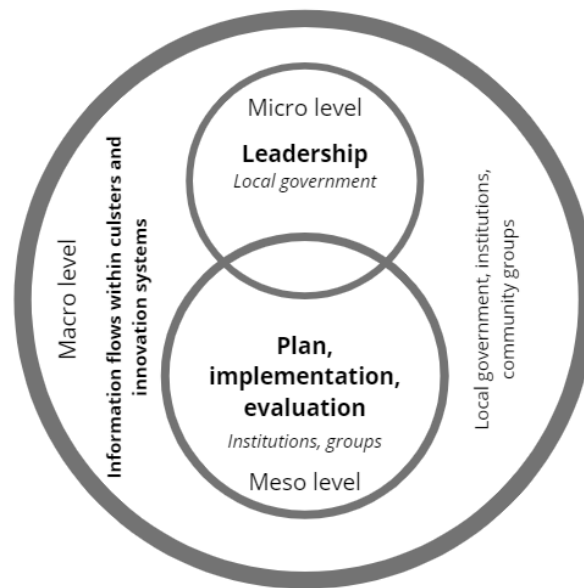 Micro level
Leadership
Local government
Macro level
Information flows within culsters and
innovation systems
Local government, institutions,
community groups
Plan,
implementation,
evaluation
Institutions, groups
Meso level